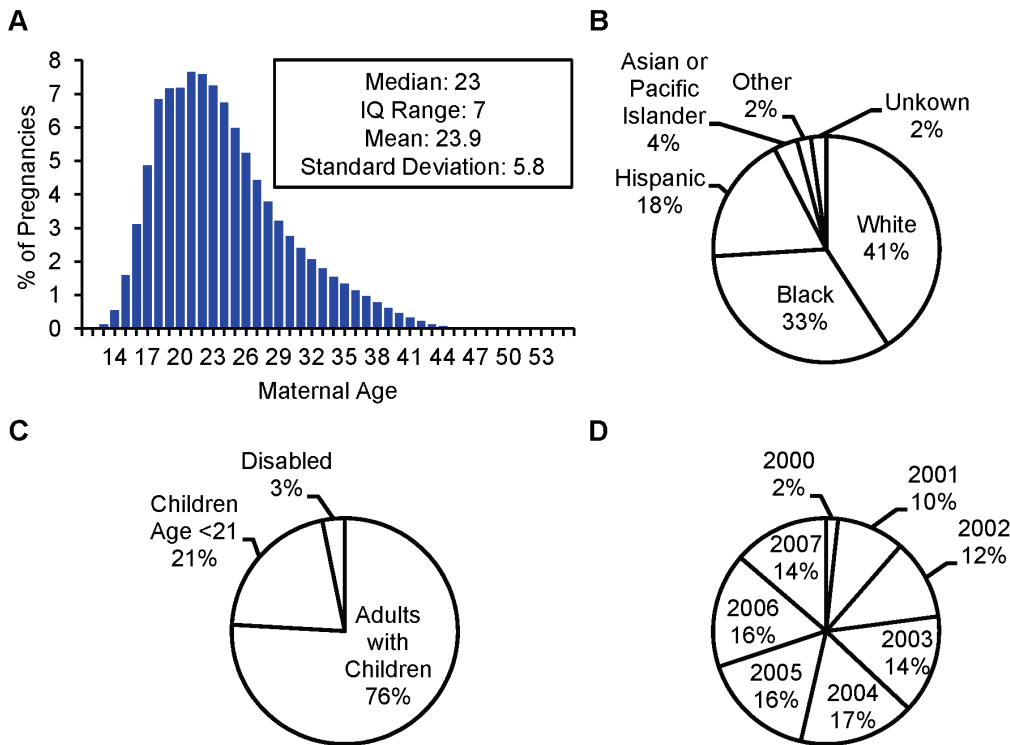 A
8
7
6
5
4
3
2
1
0
% of Pregnancies
Median: 23
IQ Range: 7
Mean: 23.9
Standard Deviation: 5.8
14 17 20 23 26 29 32 35 38 41 44 47 50 53
Maternal Age
B
Asian or
Pacific
Islander
4%
Other
2%
Unkown
2%
Hispanic
18%
White
41%
Black
33%
C
Disabled
3%
Children
Age <21
21%
Adults
with
Children
76%
D
2000
2%
2001
10%
2002
12%
2003
14%
2004
17%
2005
16%
2006
16%
2007
14%